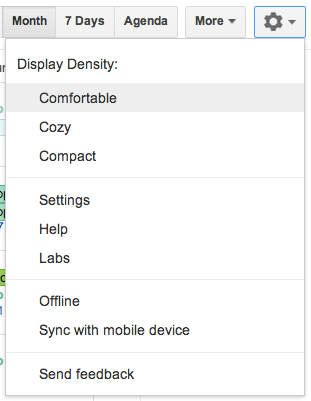 Month 7 Days Agenda More
Display Density:
Comfortable
Cozy
Compact
Settings
Help
Labs
Offline
Sync with mobile device
Send feedback